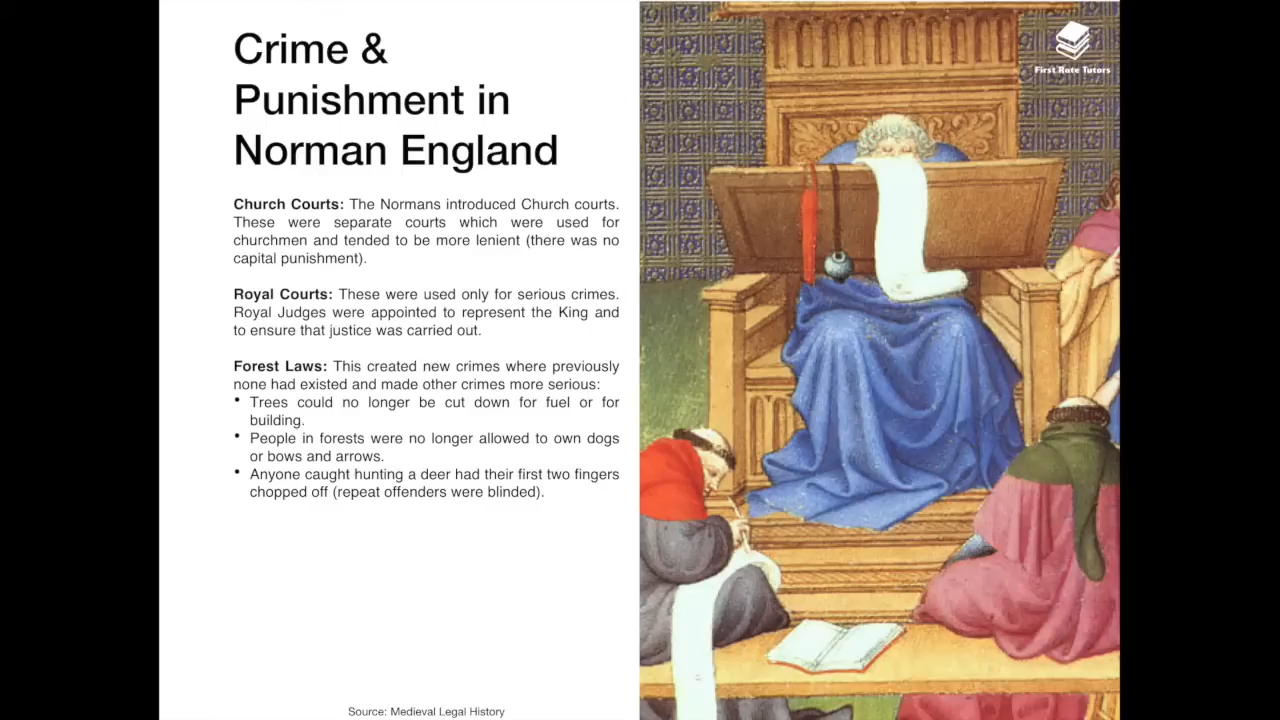 Crime &
Punishment in
Norman England
Church Courts: The Normans introduced Church courts.
These were separate courts which were used for
churchmen and tended to be more lenient (there was no
capital punishment).
Royal Courts: These were used only for serious crimes.
Royal Judges were appointed to represent the King and
to ensure that justice was carried out.
Forest Laws: This created new crimes where previously
none had existed and made other crimes more serious:
• Trees could no longer be cut down for fuel or for
building.
• People in forests were no longer allowed to own dogs
or bows and arrows.
• Anyone caught hunting a deer had their first two fingers
chopped off (repeat offenders were blinded).
Source: Medieval Legal History
First Rate Tutors